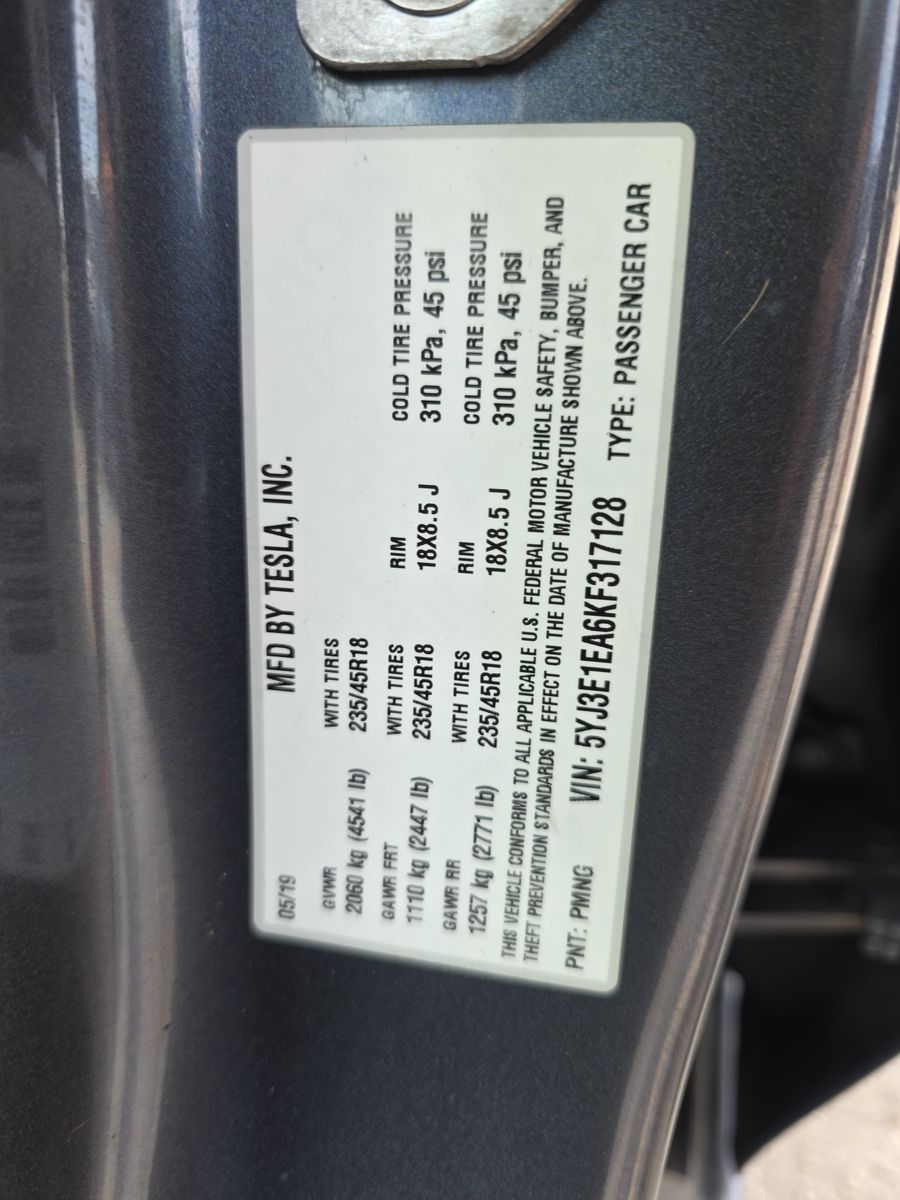 MFD BY TESLA, INC.
05/19
GVWR WITH TIRES
2060 kg (4541 lb) 235/45R18
GAWR FRT WITH TIRES RIM COLD TIRE PRESSURE
1110 kg (2447 lb) 235/45R18 18X8.5 J 310 kPa, 45 psi
GAWR RR WITH TIRES RIM COLD TIRE PRESSURE
1257 kg (2771 lb) 235/45R18 18X8.5 J 310 kPa, 45 psi
THIS VEHICLE CONFORMS TO ALL APPLICABLE U.S. FEDERAL MOTOR VEHICLE SAFETY, BUMPER, AND
THEFT PREVENTION STANDARDS IN EFFECT ON THE DATE OF MANUFACTURE SHOWN ABOVE.
PNT: PMNG VIN: 5YJ3E1EA6KF317128 TYPE: PASSENGER CAR